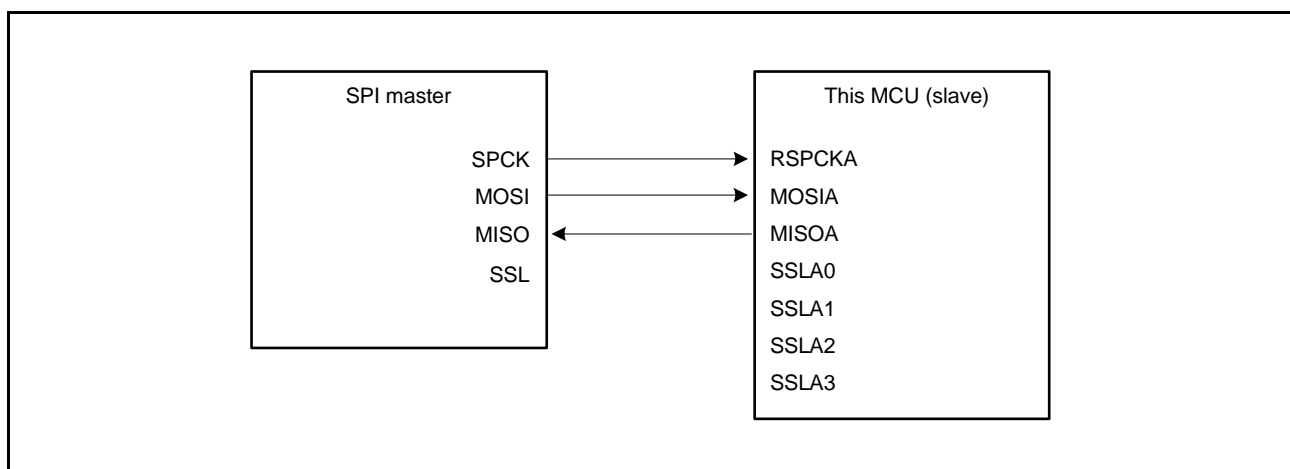 SPI master
SPCK
MOSI
MISO
SSL
This MCU (slave)
RSPCKA
MOSIA
MISOA
SSLA0
SSLA1
SSLA2
SSLA3